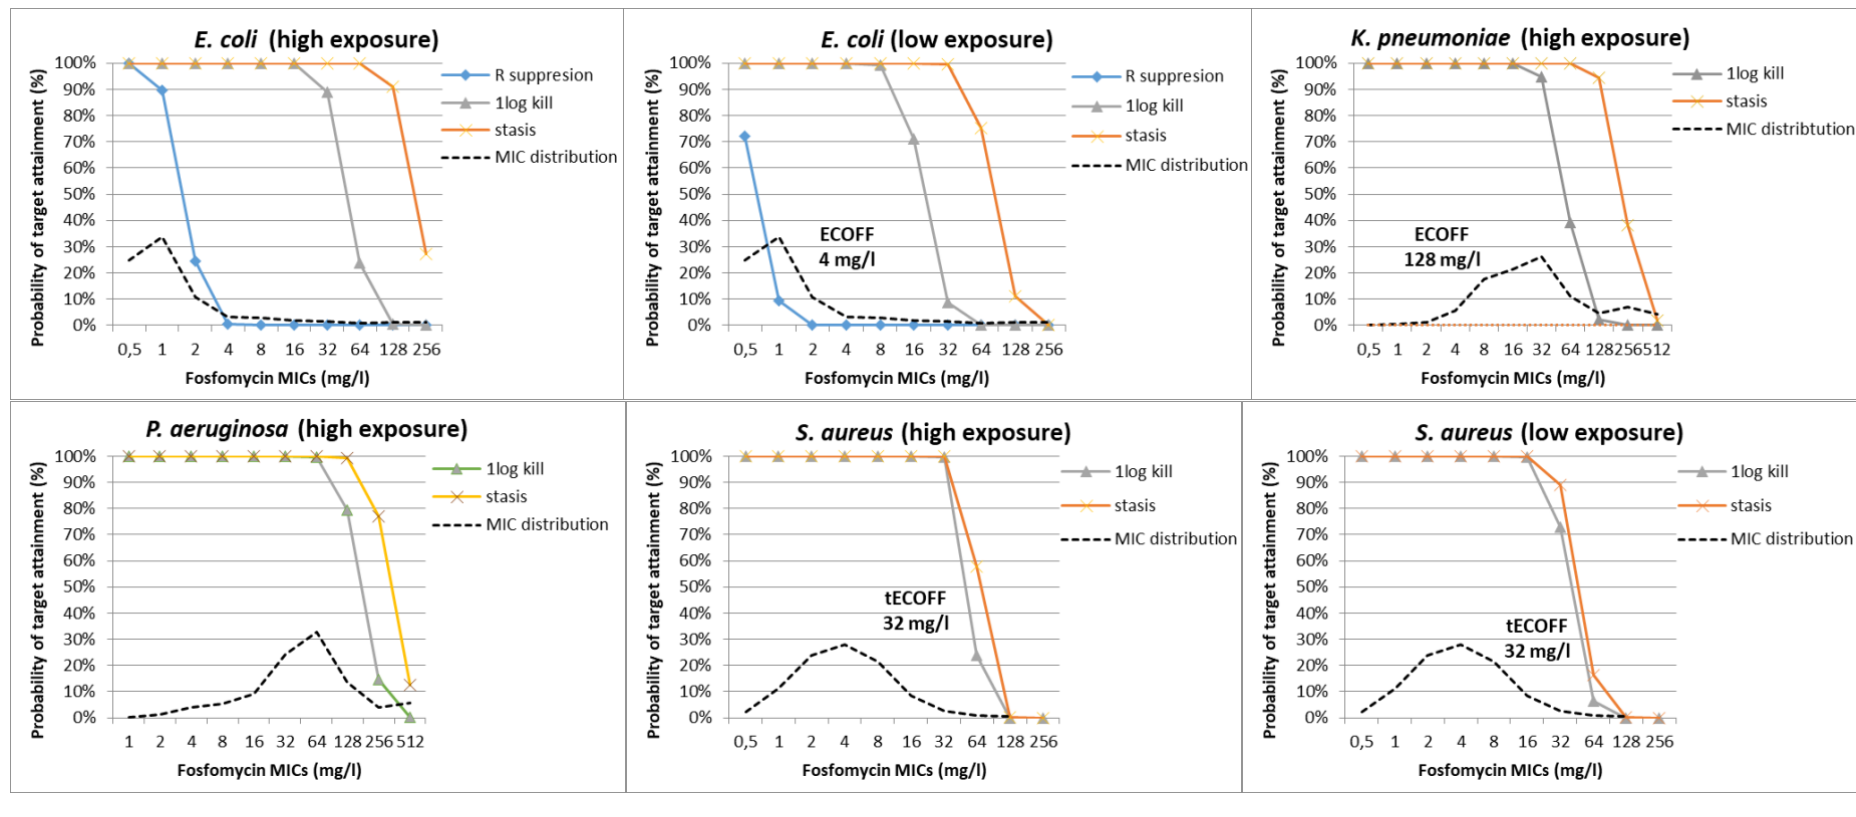 E. coli (high exposure)
Probability of target attainment (%)
100%
90%
80%
70%
60%
50%
40%
30%
20%
10%
0%
0,5 1 2 4 8 16 32 64 128 256
Fosfomycin MICs (mg/l)
R suppresion
1log kill
stasis
MIC distribution
E. coli (low exposure)
Probability of target attainment (%)
100%
90%
80%
70%
60%
50%
40%
30%
20%
10%
0%
ECOFF
4 mg/l
0,5 1 2 4 8 16 32 64 128 256
Fosfomycin MICs (mg/l)
R suppresion
1log kill
stasis
MIC distribution
K. pneumoniae (high exposure)
Probability of target attainment (%)
100%
90%
80%
70%
60%
50%
40%
30%
20%
10%
0%
ECOFF
128 mg/l
0,5 1 2 4 8 16 32 64 128 256 512
Fosfomycin MICs (mg/l)
1log kill
stasis
MIC distribtution
P. aeruginosa (high exposure)
Probability of target attainment (%)
100%
90%
80%
70%
60%
50%
40%
30%
20%
10%
0%
1 2 4 8 16 32 64 128 256 512
Fosfomycin MICs (mg/l)
1log kill
stasis
MIC distribution
S. aureus (high exposure)
Probability of target attainment (%)
100%
90%
80%
70%
60%
50%
40%
30%
20%
10%
0%
tECOFF
32 mg/l
0,5 1 2 4 8 16 32 64 128 256
Fosfomycin MICs (mg/l)
1log kill
stasis
MIC distribution
S. aureus (low exposure)
Probability of target attainment (%)
100%
90%
80%
70%
60%
50%
40%
30%
20%
10%
0%
tECOFF
32 mg/l
0,5 1 2 4 8 16 32 64 128 256
Fosfomycin MICs (mg/l)
1log kill
stasis
MIC distribution